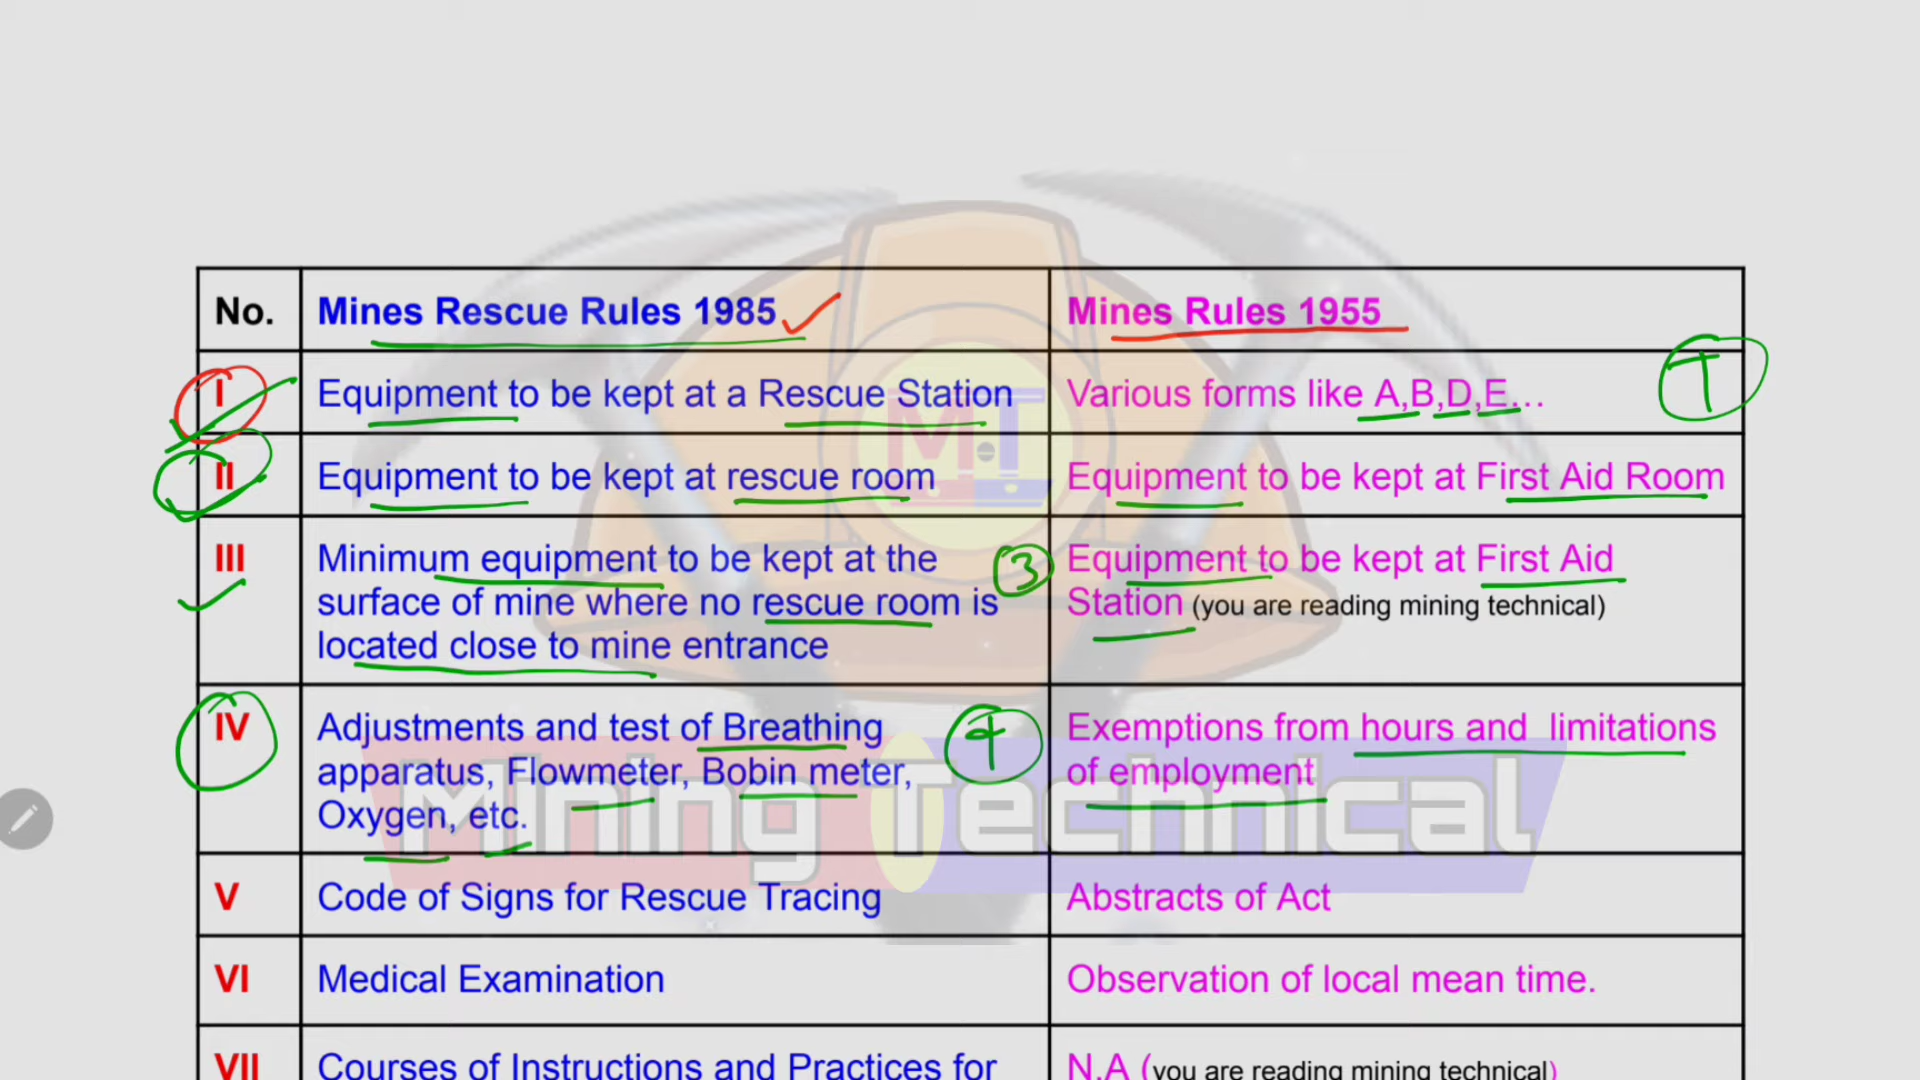 No.
Mines Rescue Rules 1985
Mines Rules 1955
I
Equipment to be kept at a Rescue Station
Various forms like A,B,D,E...
1
II
Equipment to be kept at rescue room
Equipment to be kept at First Aid Room
III
Minimum equipment to be kept at the
surface of mine where no rescue room is
located close to mine entrance
3
Equipment to be kept at First Aid
Station (you are reading mining technical)
IV
Adjustments and test of Breathing
apparatus, Flowmeter, Bobin meter,
Oxygen, etc.
4
Exemptions from hours and limitations
of employment
V
Code of Signs for Rescue Tracing
Abstracts of Act
VI
Medical Examination
Observation of local mean time.
VII
Courses of Instructions and Practices for
N.A (you are reading mining technical)
M.T
Mining Technical